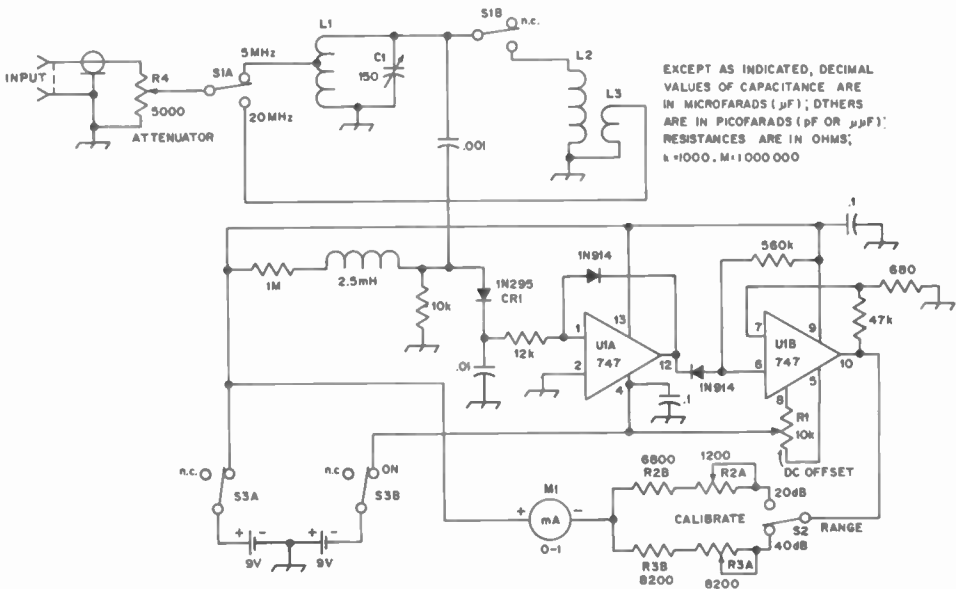 S1B
n.c.
L1
5MHz
C1
150
L2
INPUT
R4
5000
S1A
ATTENUATOR
20MHz
.001
L3
EXCEPT AS INDICATED, DECIMAL
VALUES OF CAPACITANCE ARE
IN MICROFARADS (µF); OTHERS
ARE IN PICOFARADS (pF OR µµF);
RESISTANCES ARE IN OHMS;
k=1000, M=1000000
.1
1M
2.5mH
10k
1N295
CR1
1N914
560k
680
47k
12k
.01
1
2
13
U1A
747
4
12
1N914
.1
7
6
9
U1B
747
10
8
5
R1
10k
DC OFFSET
n.c.
S3A
n.c.
ON
S3B
+ -
9V
+ -
9V
M1
+ mA -
0-1
6800
R2B
1200
R2A
20dB
CALIBRATE
S2
RANGE
40dB
R3B
8200
R3A
8200